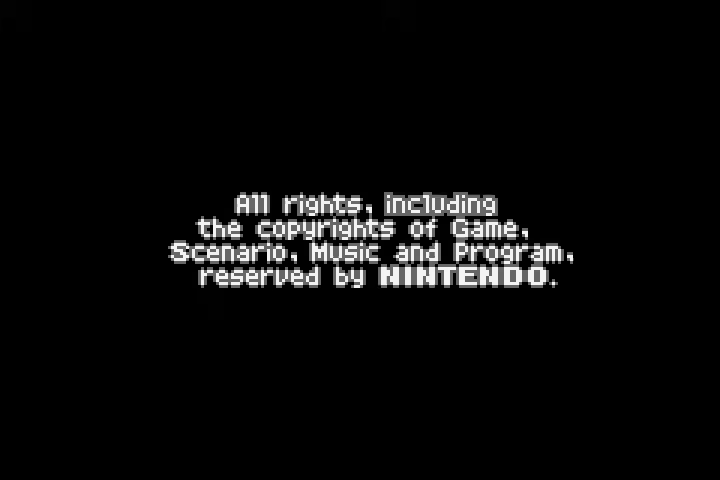 All rights, including
the copyrights of Game,
Scenario, Music and Program,
reserved by NINTENDO.